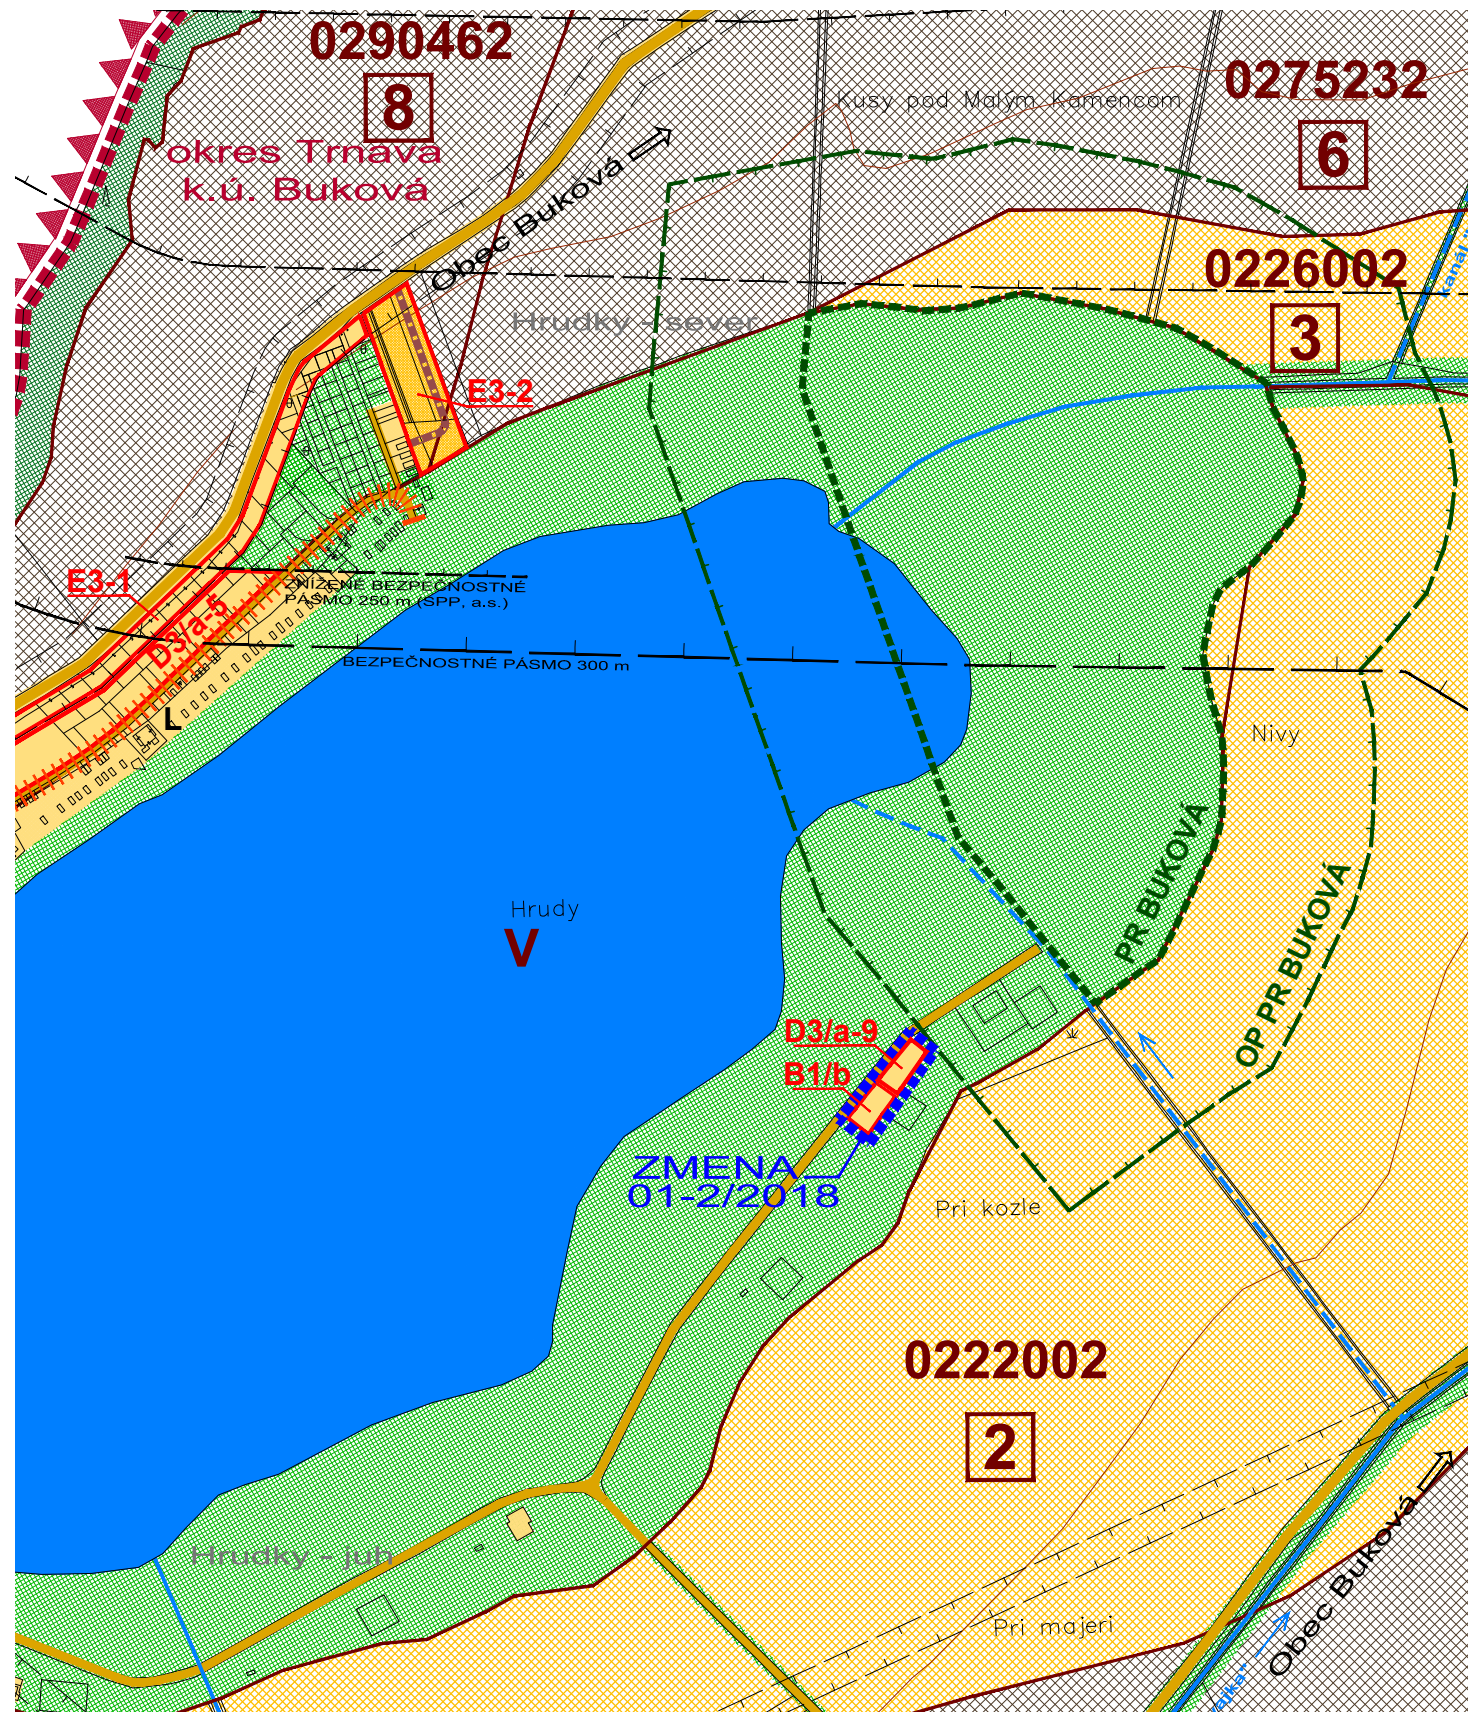 0290462
8
okres Trnava
k.ú. Buková
Obec Buková
Kusy pod Malým Kamencom
0275232
6
0226002
3
kanál
Hrudky - sever
E3-2
E3-1
D3/a-5
ZNÍŽENÉ BEZPEČNOSTNÉ
PÁSMO 250 m (SPP, a.s.)
BEZPEČNOSTNÉ PÁSMO 300 m
L
Nivy
Hrudy
V
PR BUKOVÁ
OP PR BUKOVÁ
D3/a-9
B1/b
ZMENA
01-2/2018
Pri kozle
0222002
2
Hrudky - juh
Pri majeri
Obec Buková